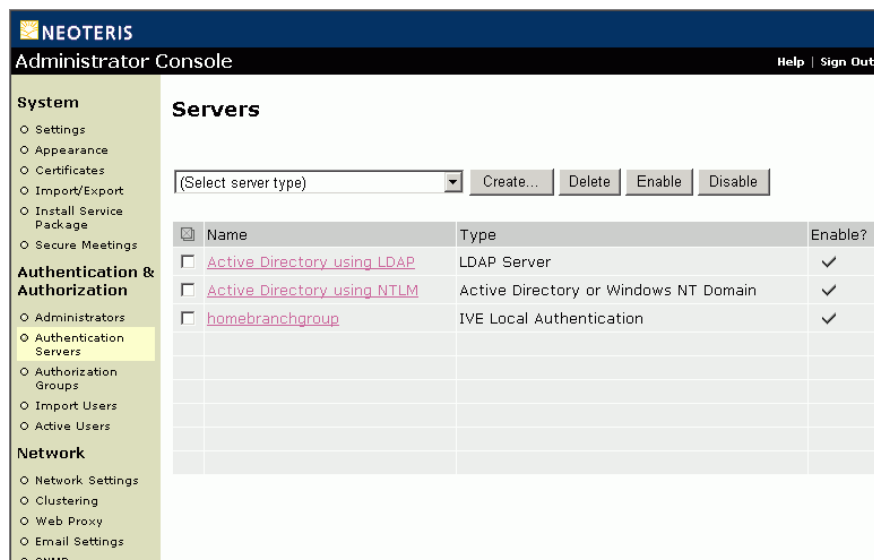 NEOTERIS
Administrator Console
Help | Sign Out
System
Settings
Appearance
Certificates
Import/Export
Install Service
Package
Secure Meetings
Authentication &
Authorization
Administrators
Authentication
Servers
Authorization
Groups
Import Users
Active Users
Network
Network Settings
Clustering
Web Proxy
Email Settings
Servers
(Select server type) Create... Delete Enable Disable
Name Type Enable?
Active Directory using LDAP LDAP Server
Active Directory using NTLM Active Directory or Windows NT Domain
homebranchgroup IVE Local Authentication